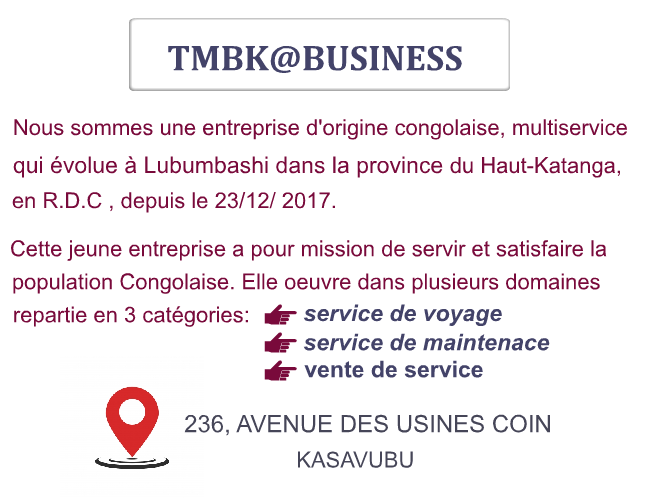 TMBK@BUSINESS
Nous sommes une entreprise d'origine congolaise, multiservice
qui évolue à Lubumbashi dans la province du Haut-Katanga,
en R.D.C , depuis le 23/12/ 2017.
Cette jeune entreprise a pour mission de servir et satisfaire la
population Congolaise. Elle oeuvre dans plusieurs domaines
repartie en 3 catégories: service de voyage
service de maintenace
vente de service
236, AVENUE DES USINES COIN
KASAVUBU